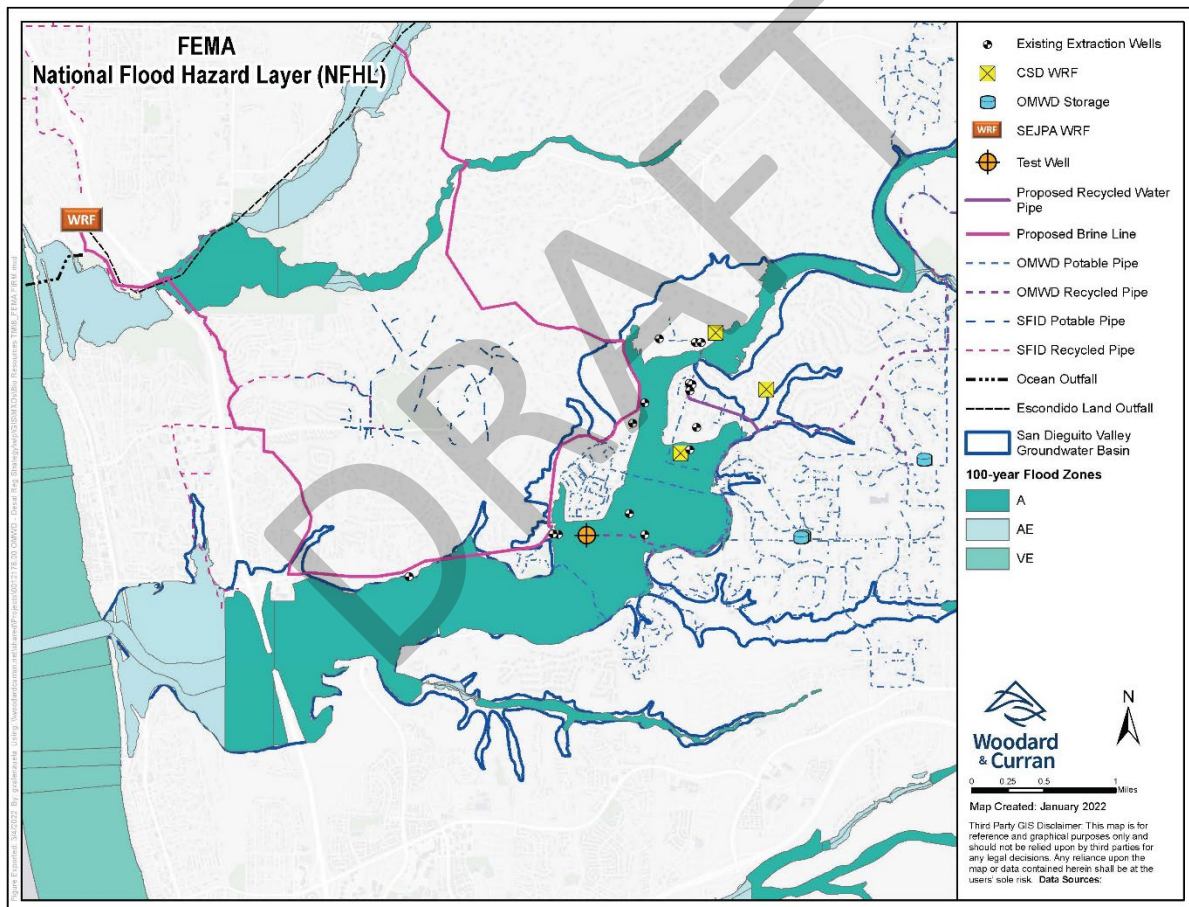 FEMA
National Flood Hazard Layer (NFHL)
DRAFT
WRF
Existing Extraction Wells
CSD WRF
OMWD Storage
WRF
SEJPA WRF
Test Well
Proposed Recycled Water
Pipe
Proposed Brine Line
OMWD Potable Pipe
OMWD Recycled Pipe
SFID Potable Pipe
SFID Recycled Pipe
Ocean Outfall
Escondido Land Outfall
San Dieguito Valley
Groundwater Basin
100-year Flood Zones
A
AE
VE
Woodard
& Curran
N
0 0.25 0.5 1
Miles
Map Created: January 2022
Third Party GIS Disclaimer: This map is for
reference and graphical purposes only and
should not be relied upon by third parties for
any legal decisions. Any reliance upon the
map or data contained herein shall be at the
users' sole risk. Data Sources: